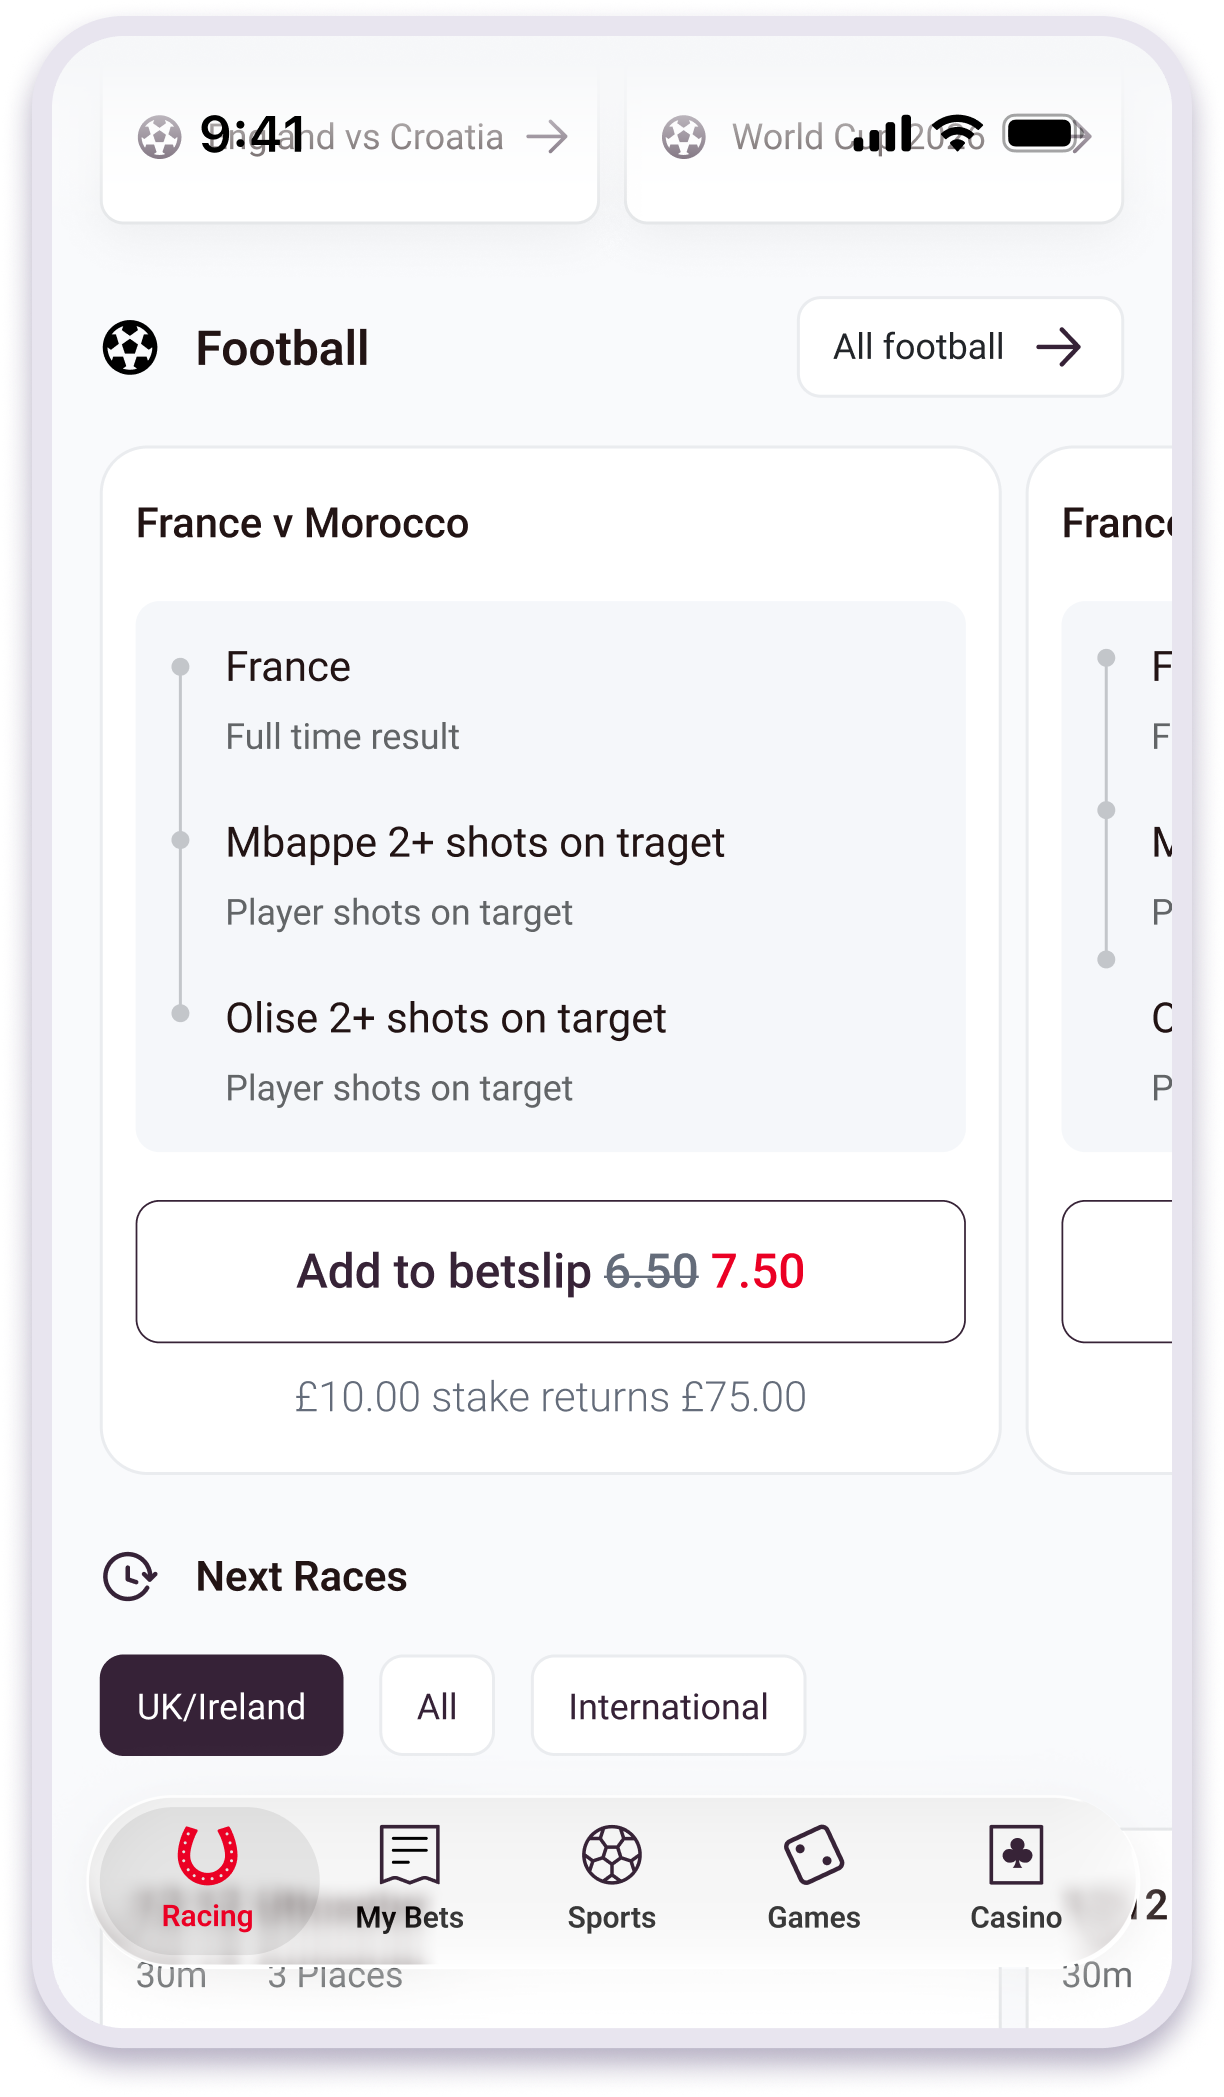 9:41
England vs Croatia
World Cup 2026
Football
All football
France v Morocco
France
Full time result
Mbappe 2+ shots on traget
Player shots on target
Olise 2+ shots on target
Player shots on target
Add to betslip 6.50 7.50
£10.00 stake returns £75.00
Next Races
UK/Ireland
All
International
Racing
My Bets
Sports
Games
Casino
30m
3 Places
30m